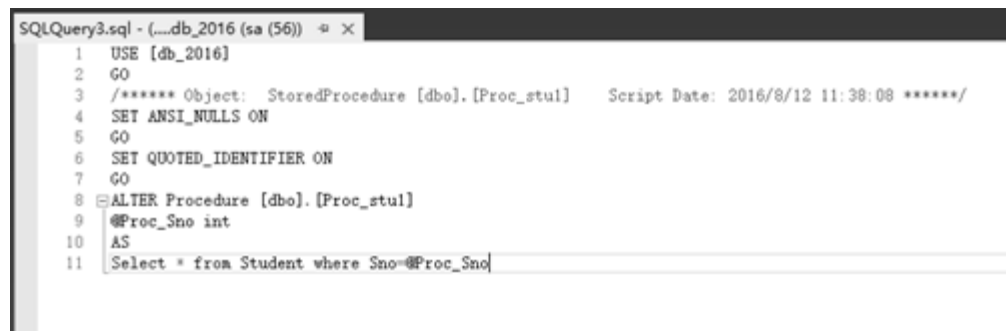 SQLQuery3.sql - (....db_2016 (sa (56))
1 USE [db_2016]
2 GO
3 /****** Object:  StoredProcedure [dbo].[Proc_stu1]    Script Date: 2016/8/12 11:38:08 ******/
4 SET ANSI_NULLS ON
5 GO
6 SET QUOTED_IDENTIFIER ON
7 GO
8 ALTER Procedure [dbo].[Proc_stu1]
9 @Proc_Sno int
10 AS
11 Select * from Student where Sno=@Proc_Sno